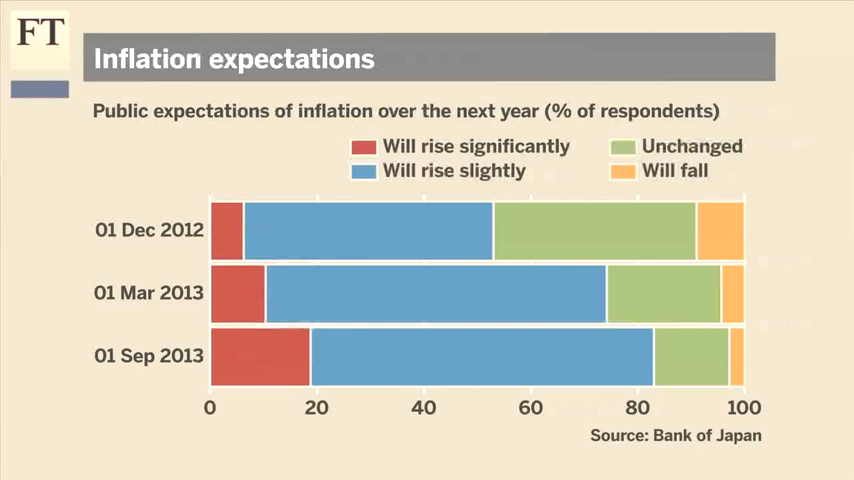 FT
Inflation expectations
Public expectations of inflation over the next year (% of respondents)
Will rise significantly
Unchanged
Will rise slightly
Will fall
01 Dec 2012
01 Mar 2013
01 Sep 2013
0 20 40 60 80 100
Source: Bank of Japan